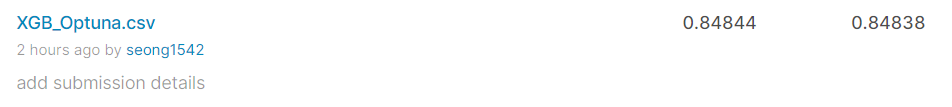 XGB_Optuna.csv 0.84844 0.84838
2 hours ago by seong1542
add submission details